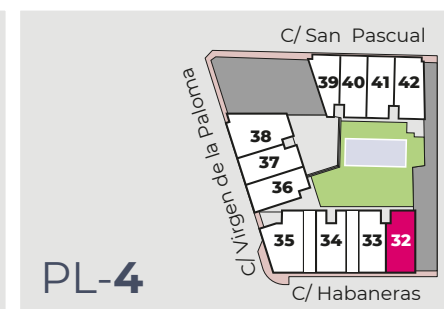 C/ San Pascual
39 40 41 42
C/ Virgen de la Paloma
38
37
36
35 34 33 32
PL-4
C/ Habaneras